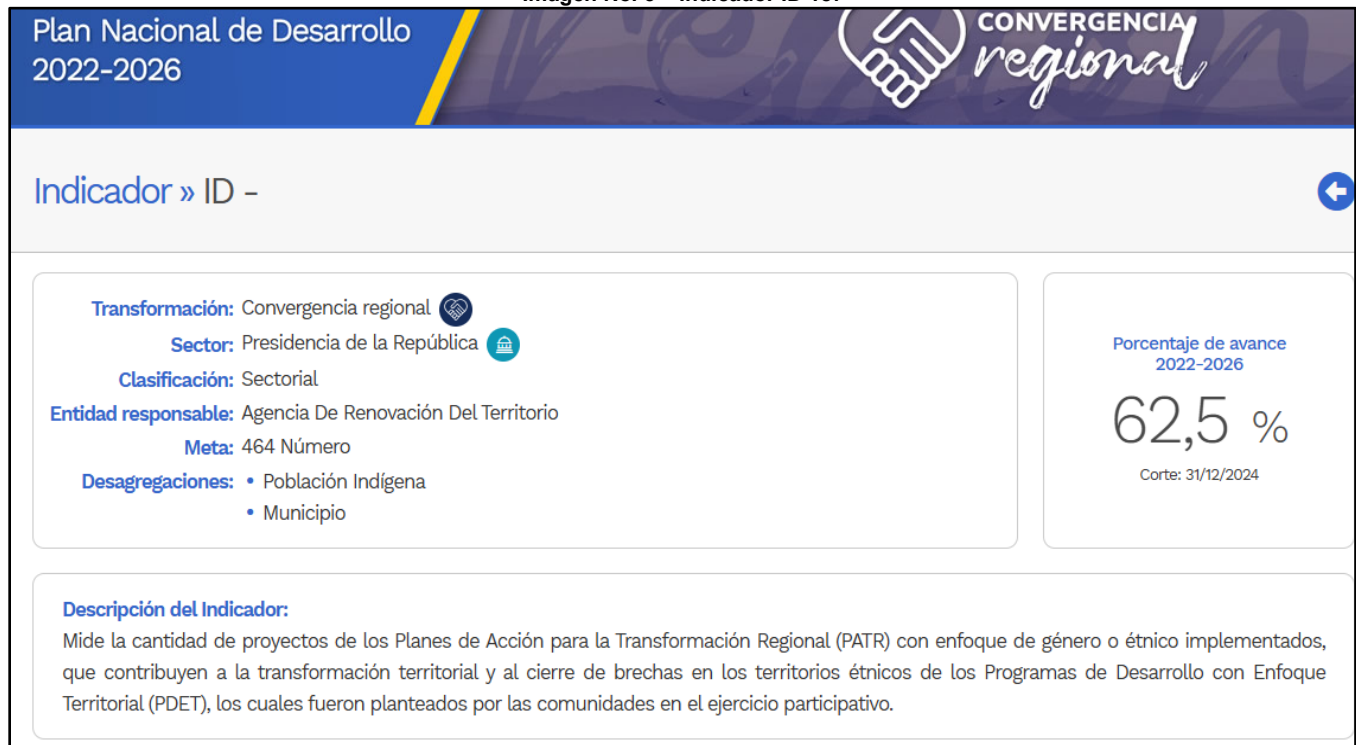 Plan Nacional de Desarrollo
2022-2026
CONVERGENCIA
regional
Indicador » ID -
Transformación: Convergencia regional
Sector: Presidencia de la República
Clasificación: Sectorial
Entidad responsable: Agencia De Renovación Del Territorio
Meta: 464 Número
Desagregaciones: • Población Indígena
• Municipio
Porcentaje de avance
2022-2026
62,5 %
Corte: 31/12/2024
Descripción del Indicador:
Mide la cantidad de proyectos de los Planes de Acción para la Transformación Regional (PATR) con enfoque de género o étnico implementados,
que contribuyen a la transformación territorial y al cierre de brechas en los territorios étnicos de los Programas de Desarrollo con Enfoque
Territorial (PDET), los cuales fueron planteados por las comunidades en el ejercicio participativo.